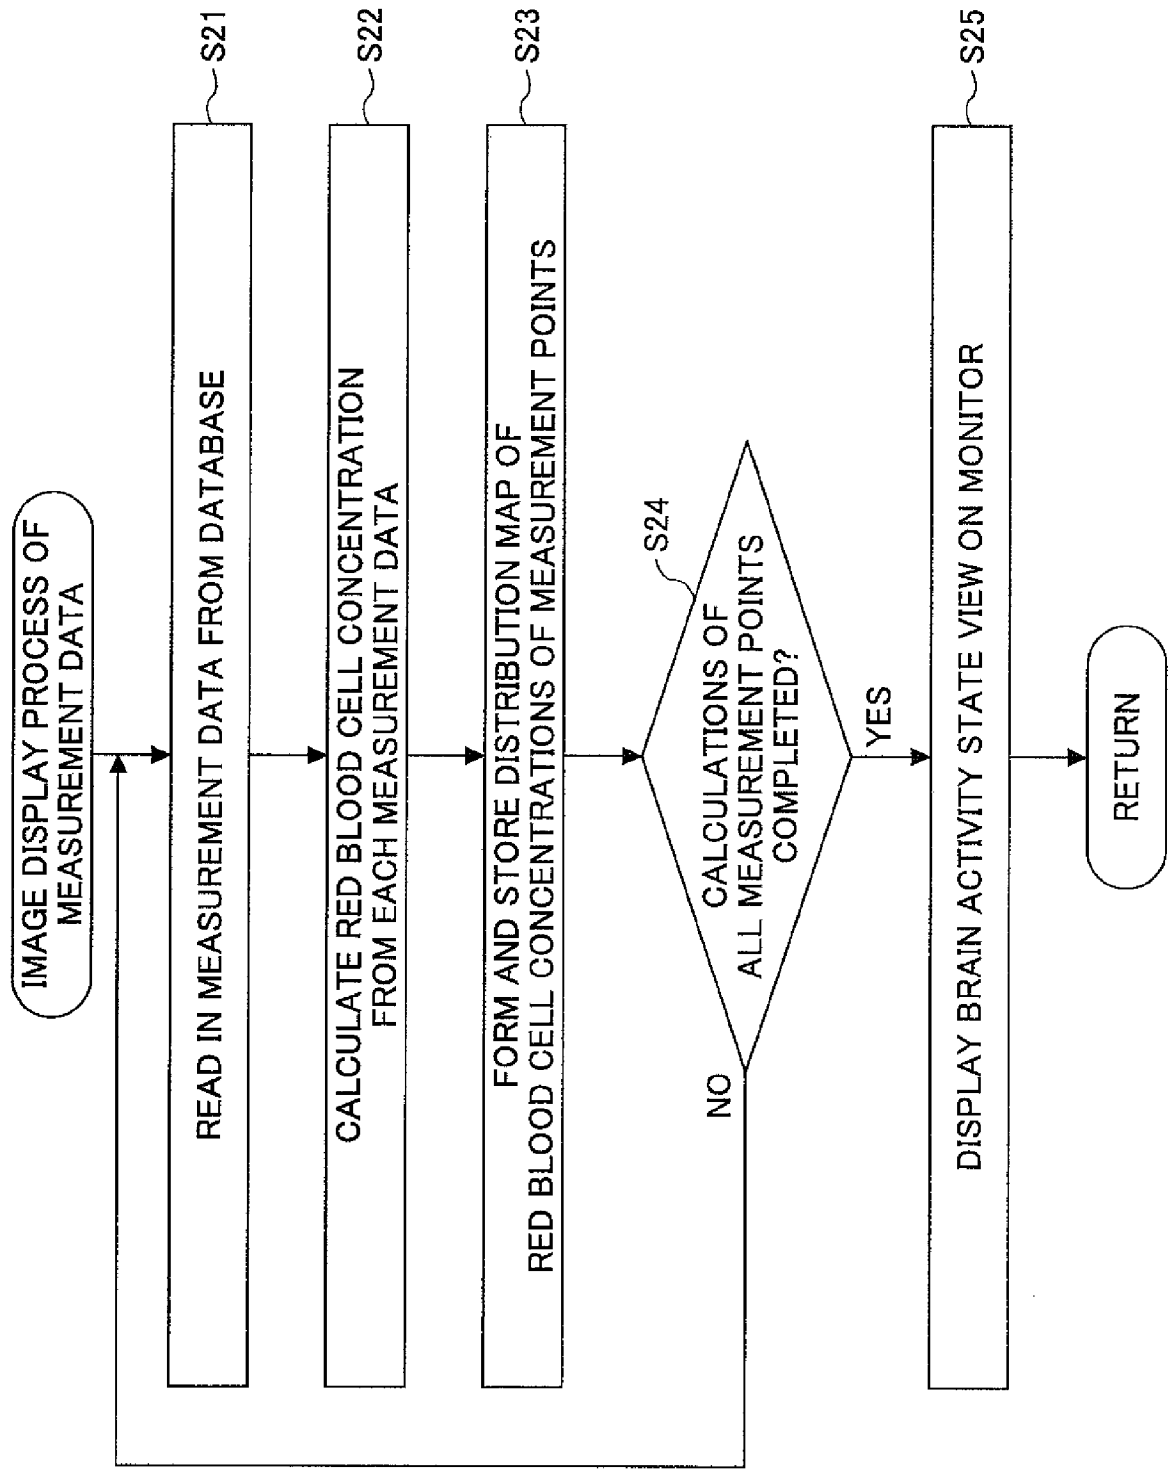 IMAGE DISPLAY PROCESS OF
MEASUREMENT DATA
S21
READ IN MEASUREMENT DATA FROM DATABASE
S22
CALCULATE RED BLOOD CELL CONCENTRATION
FROM EACH MEASUREMENT DATA
S23
FORM AND STORE DISTRIBUTION MAP OF
RED BLOOD CELL CONCENTRATIONS OF MEASUREMENT POINTS
S24
CALCULATIONS OF
ALL MEASUREMENT POINTS
COMPLETED?
NO
YES
S25
DISPLAY BRAIN ACTIVITY STATE VIEW ON MONITOR
RETURN